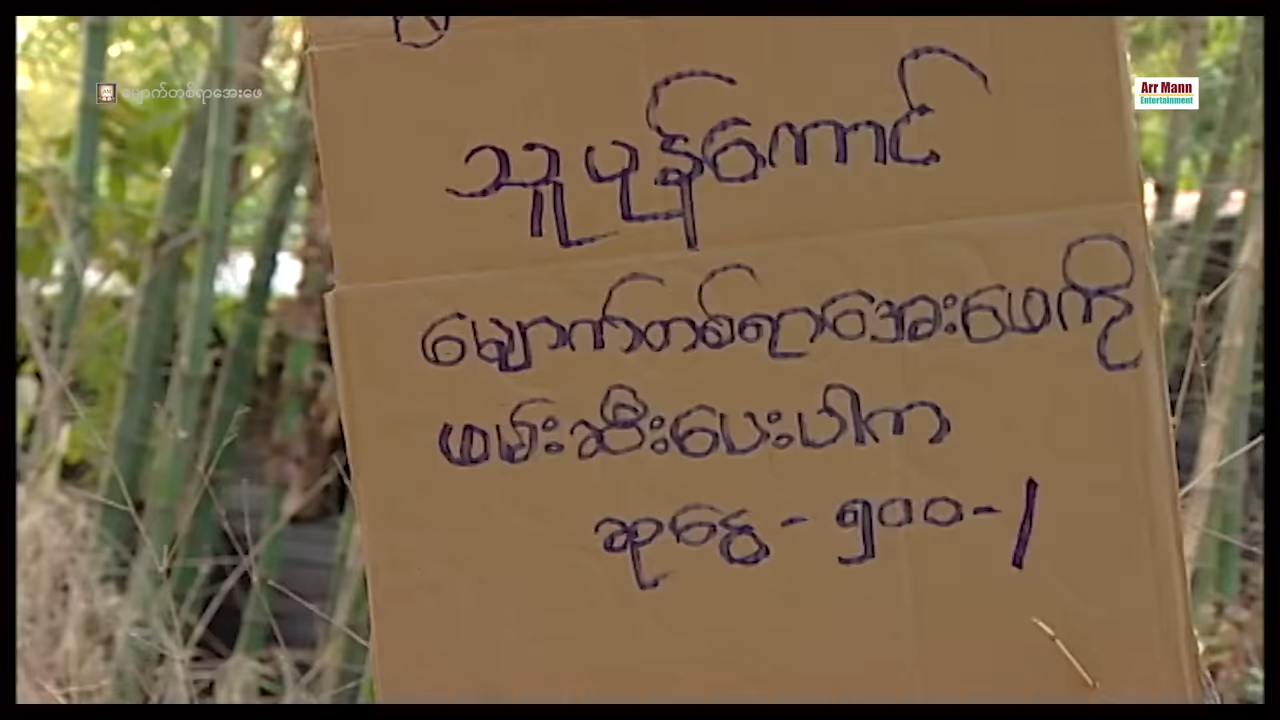 မျောက်တစ်ရာအေးဖေ
Arr Mann
Entertainment
သူပုန်ကောင်
မျောက်တစ်ရာအေးဖေကို
ဖမ်းဆီးပေးပါက
ဆုငွေ - ၅၀၀-/